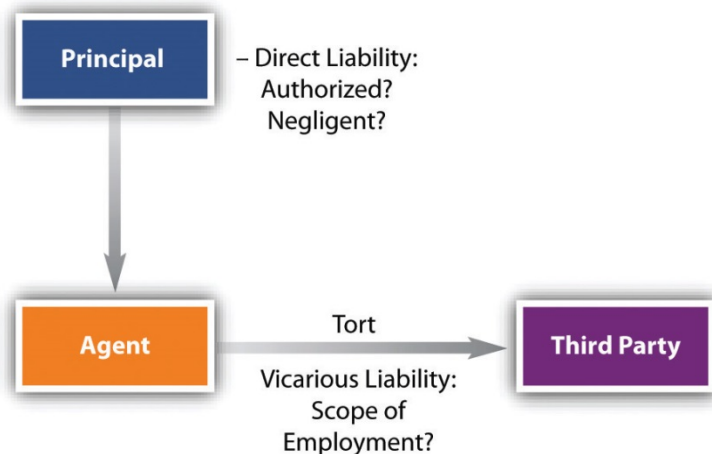 Principal
– Direct Liability:
Authorized?
Negligent?
Agent
Tort
Vicarious Liability:
Scope of
Employment?
Third Party